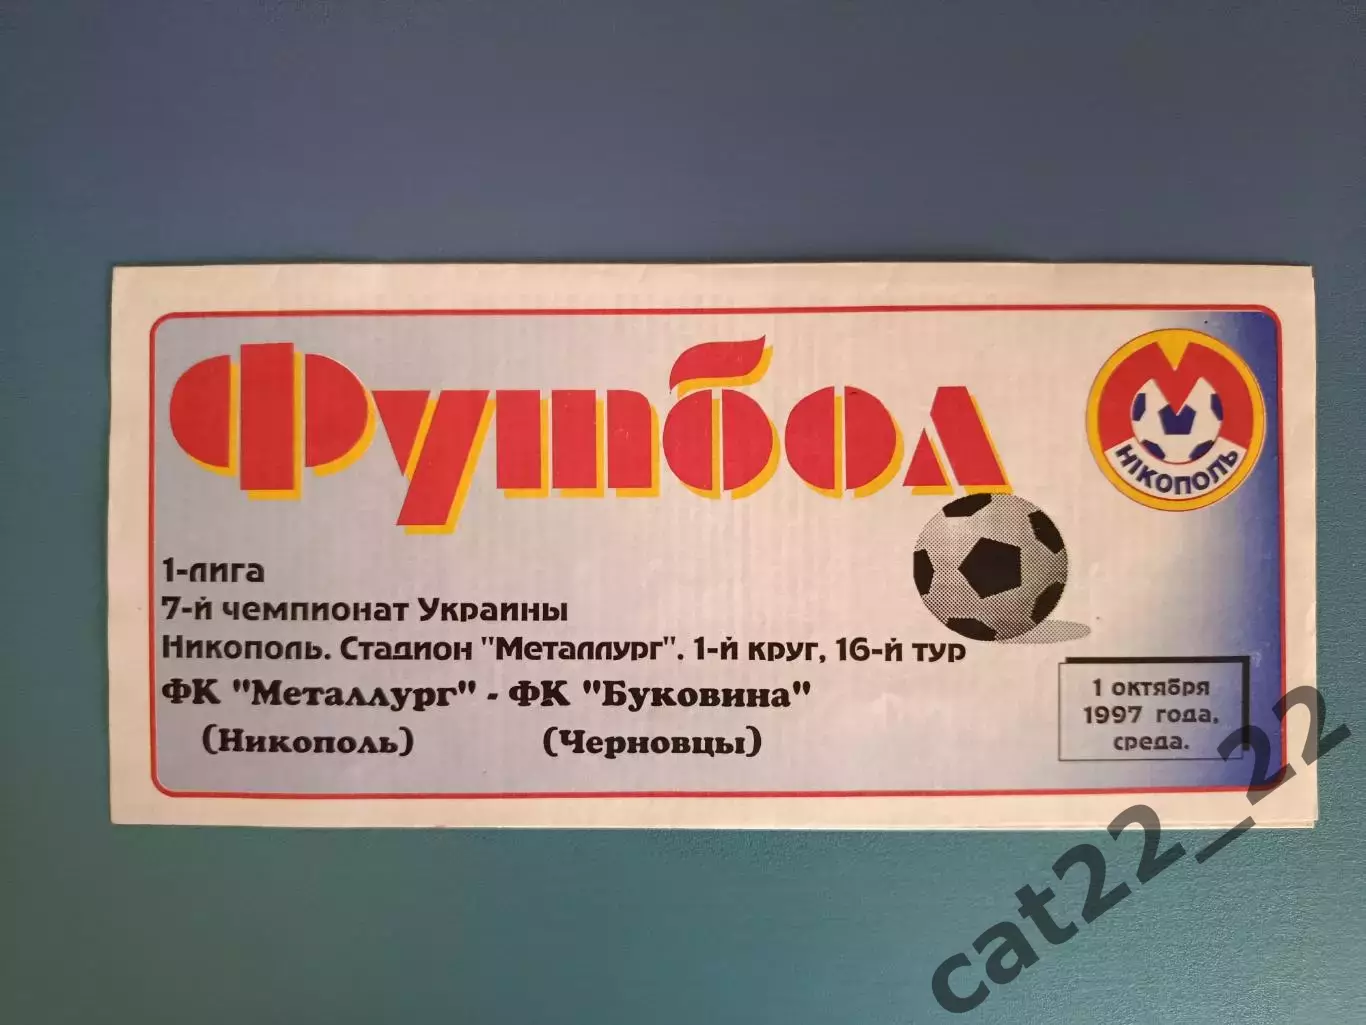 Футбол
НІКОПОЛЬ
1-лига
7-й чемпионат Украины
Никополь. Стадион "Металлург". 1-й круг, 16-й тур
ФК "Металлург" - ФК "Буковина"
(Никополь) (Черновцы)
1 октября
1997 года,
среда.
cat22_22